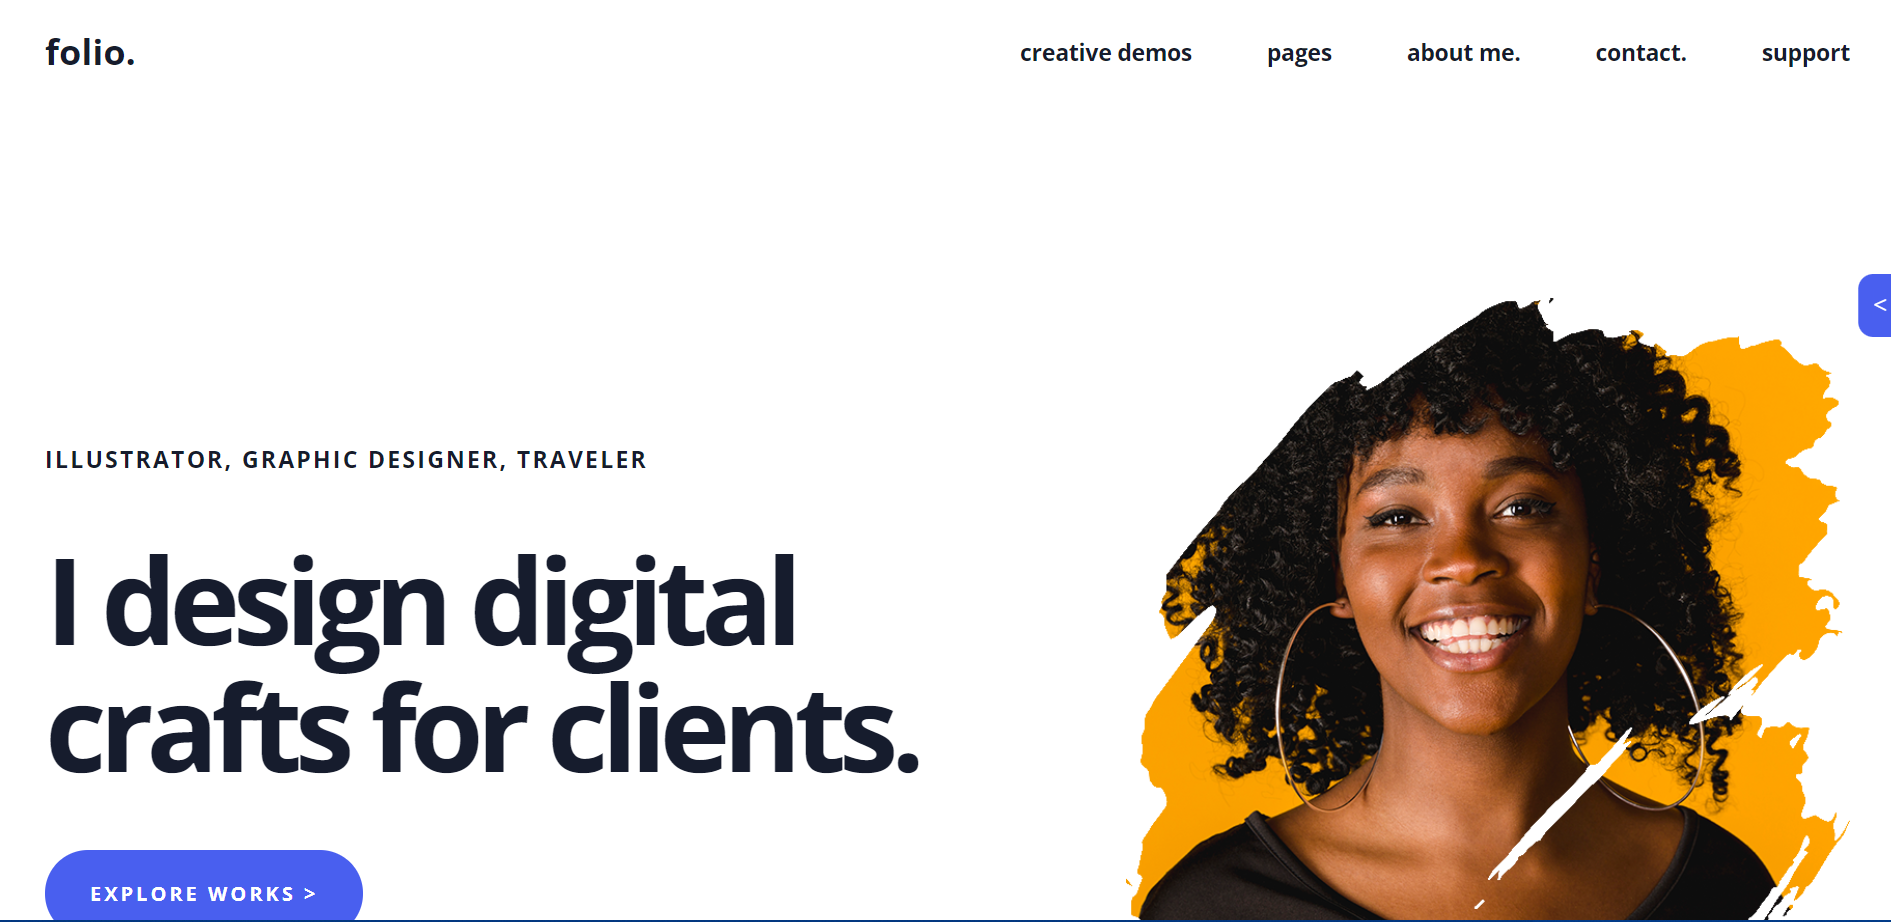 folio.
creative demos pages about me. contact. support
<
ILLUSTRATOR, GRAPHIC DESIGNER, TRAVELER
I design digital
crafts for clients.
EXPLORE WORKS >